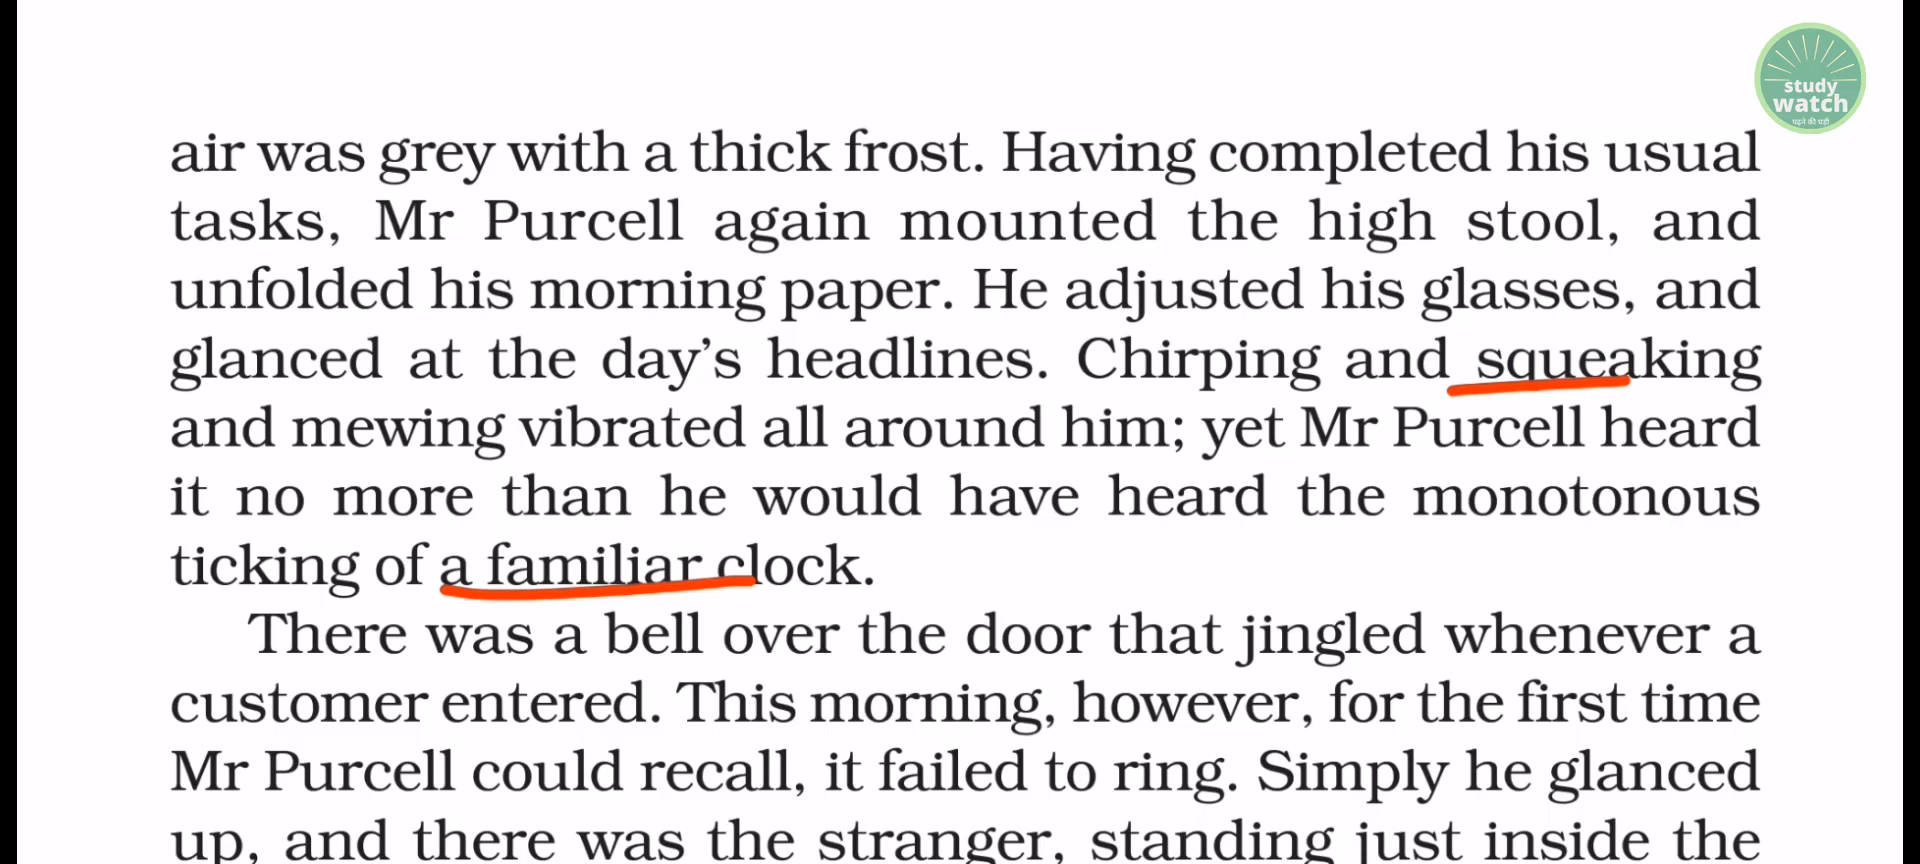 study
watch
पढ़ने की घड़ी
air was grey with a thick frost. Having completed his usual
tasks, Mr Purcell again mounted the high stool, and
unfolded his morning paper. He adjusted his glasses, and
glanced at the day’s headlines. Chirping and squeaking
and mewing vibrated all around him; yet Mr Purcell heard
it no more than he would have heard the monotonous
ticking of a familiar clock.
There was a bell over the door that jingled whenever a
customer entered. This morning, however, for the first time
Mr Purcell could recall, it failed to ring. Simply he glanced
up, and there was the stranger, standing just inside the